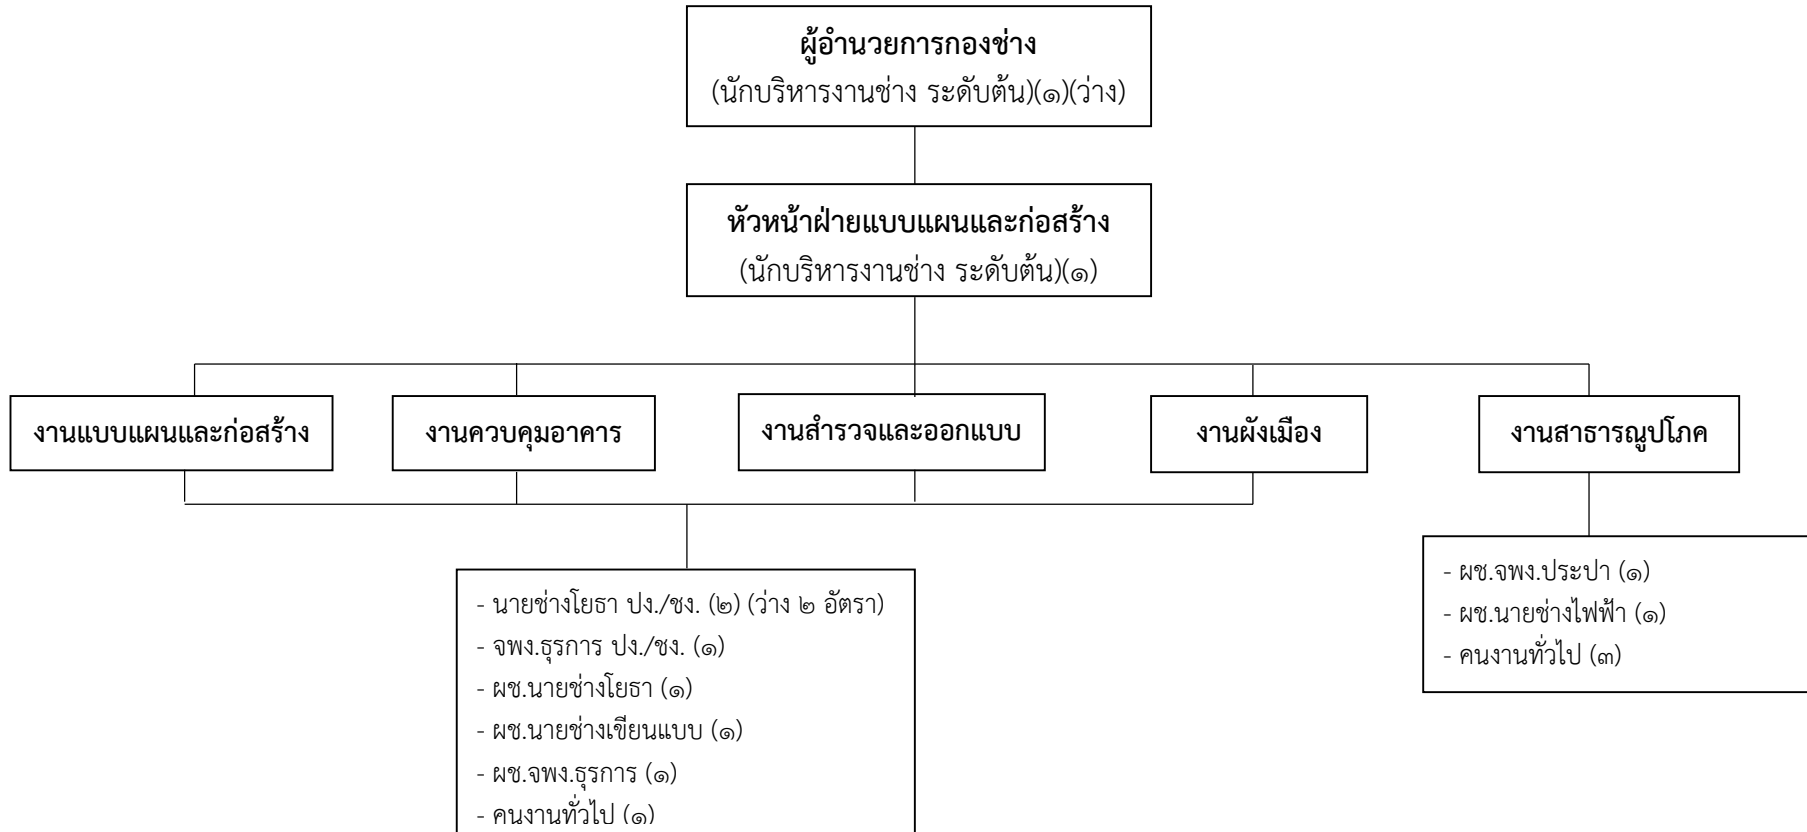 ผู้อำนวยการกองช่าง
(นักบริหารงานช่าง ระดับต้น)(๑)(ว่าง)
หัวหน้าฝ่ายแบบแผนและก่อสร้าง
(นักบริหารงานช่าง ระดับต้น)(๑)
งานแบบแผนและก่อสร้าง
งานควบคุมอาคาร
งานสำรวจและออกแบบ
งานผังเมือง
งานสาธารณูปโภค
- นายช่างโยธา ปง./ชง. (๒) (ว่าง ๒ อัตรา)
- จพง.ธุรการ ปง./ชง. (๑)
- ผช.นายช่างโยธา (๑)
- ผช.นายช่างเขียนแบบ (๑)
- ผช.จพง.ธุรการ (๑)
- คนงานทั่วไป (๑)
- ผช.จพง.ประปา (๑)
- ผช.นายช่างไฟฟ้า (๑)
- คนงานทั่วไป (๓)